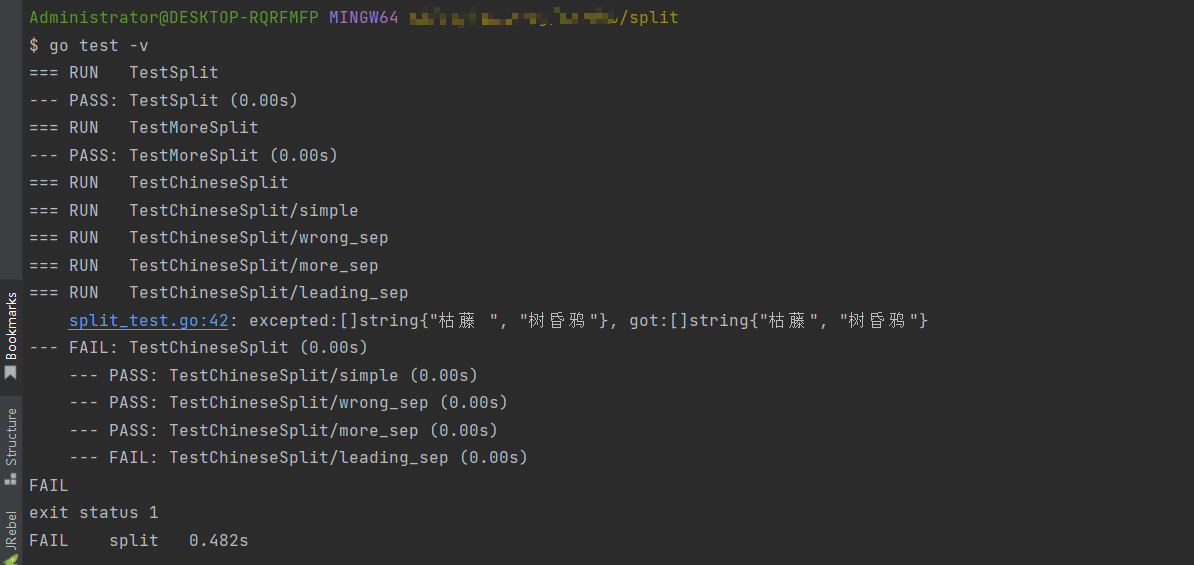 Administrator@DESKTOP-RQRFMFP MINGW64 /split
$ go test -v
=== RUN   TestSplit
--- PASS: TestSplit (0.00s)
=== RUN   TestMoreSplit
--- PASS: TestMoreSplit (0.00s)
=== RUN   TestChineseSplit
=== RUN   TestChineseSplit/simple
=== RUN   TestChineseSplit/wrong_sep
=== RUN   TestChineseSplit/more_sep
=== RUN   TestChineseSplit/leading_sep
    split_test.go:42: excepted:[]string{"枯藤 ", "树昏鸦"}, got:[]string{"枯藤", "树昏鸦"}
--- FAIL: TestChineseSplit (0.00s)
    --- PASS: TestChineseSplit/simple (0.00s)
    --- PASS: TestChineseSplit/wrong_sep (0.00s)
    --- PASS: TestChineseSplit/more_sep (0.00s)
    --- FAIL: TestChineseSplit/leading_sep (0.00s)
FAIL
exit status 1
FAIL    split   0.482s
Bookmarks
Structure
JRebel